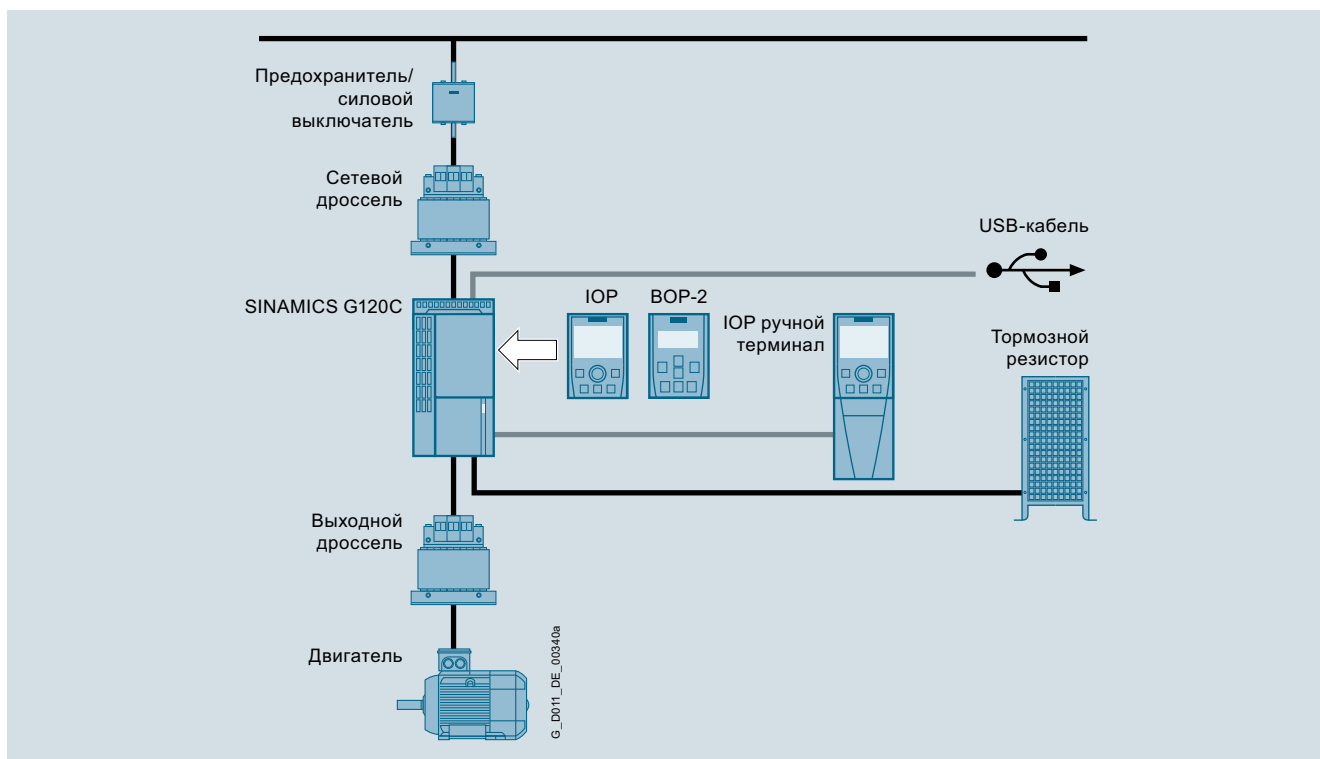 Предохранитель/
силовой
выключатель
Сетевой
дроссель
USB-кабель
SINAMICS G120C
IOP
BOP-2
IOP ручной
терминал
Тормозной
резистор
Выходной
дроссель
Двигатель
G_D011_DE_00340a